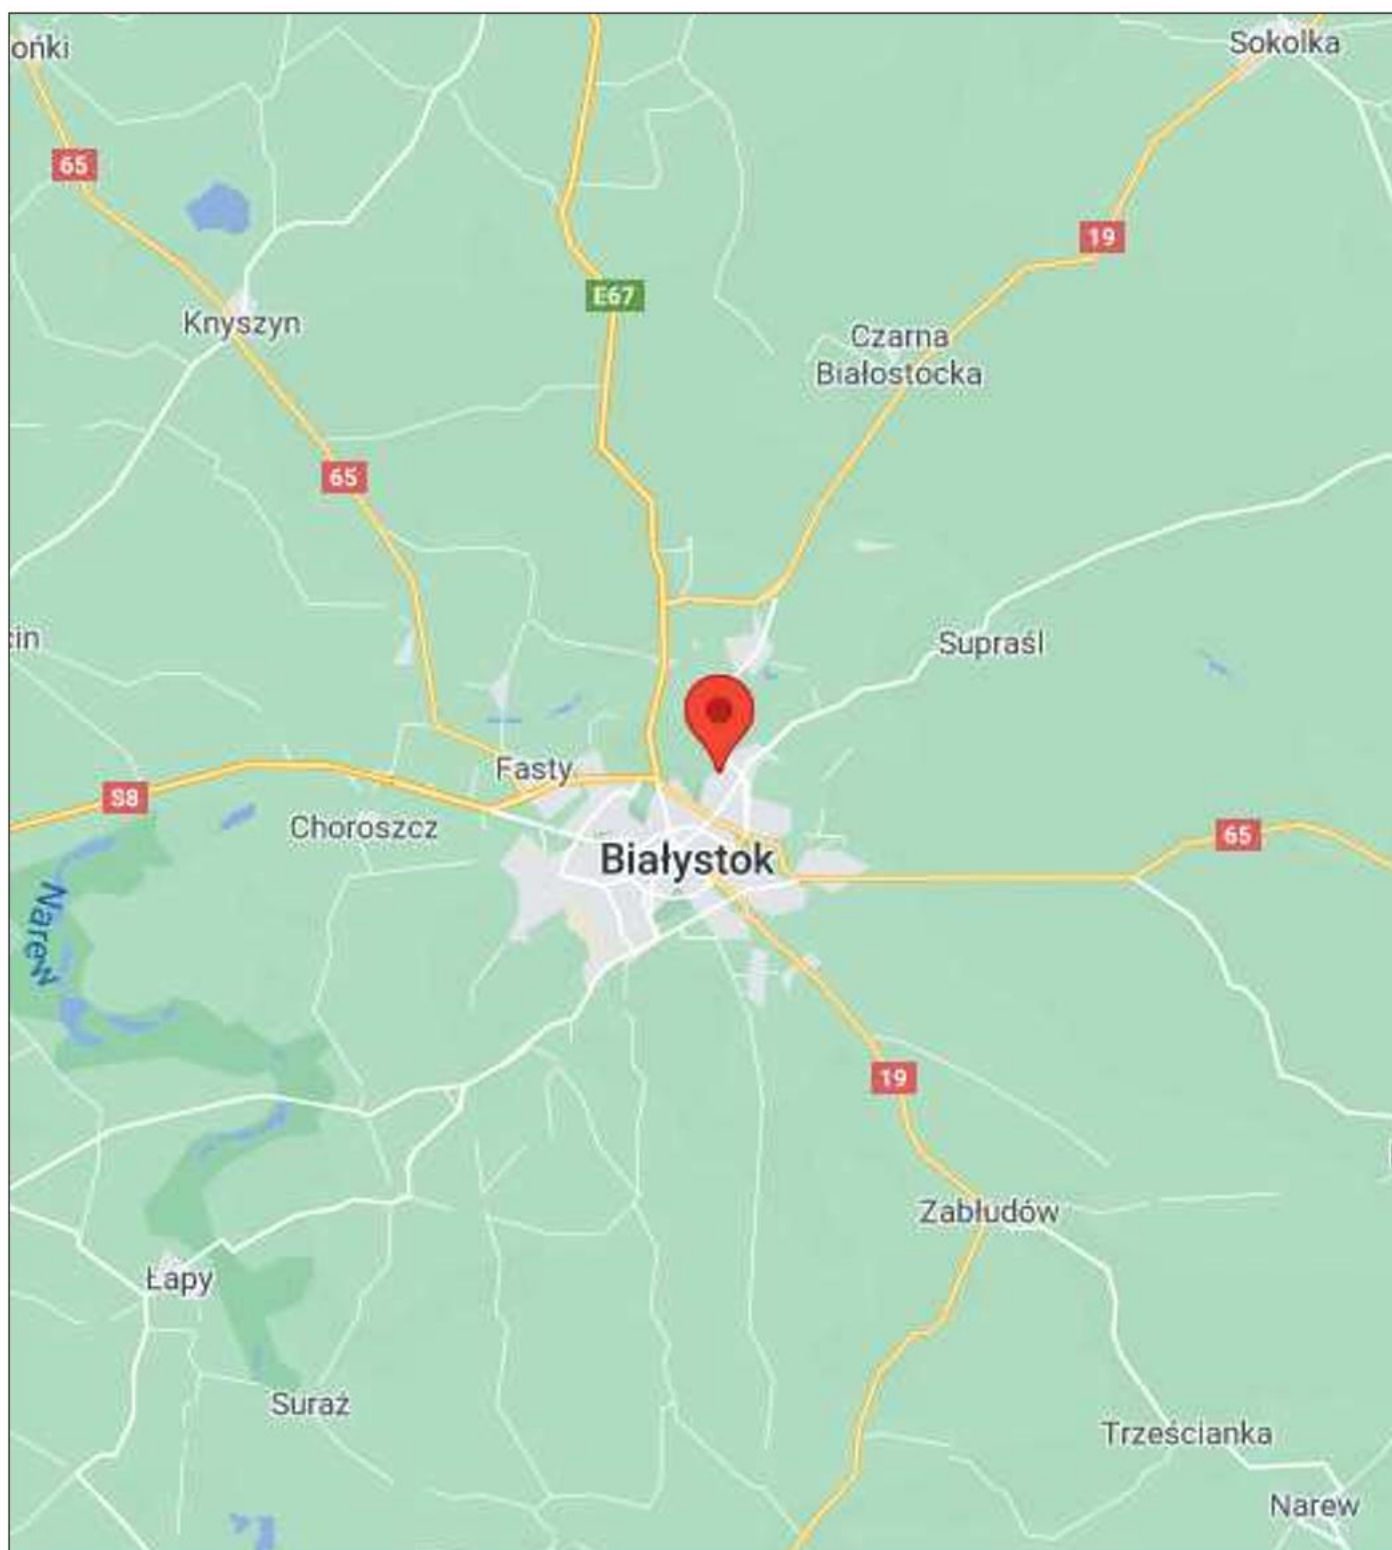 ońki
Sokolka
65
19
E67
Knyszyn
Czarna
Białostocka
65
cin
Supraśl
Fasty
S8
Choroszcz
65
Białystok
Narew
19
Zabłudów
Łapy
Suraż
Trześcianka
Narew